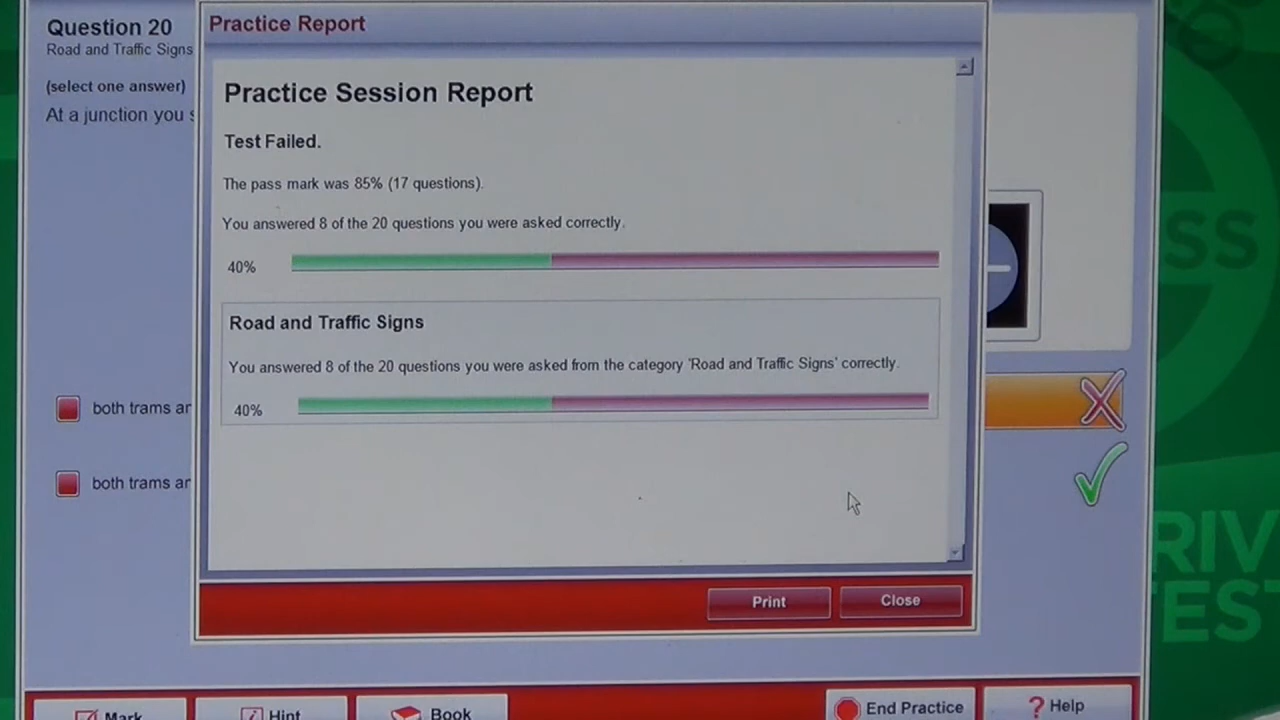 Question 20
Road and Traffic Signs
(select one answer)
At a junction you
both trams
both trams
Practice Report
Practice Session Report
Test Failed.
The pass mark was 85% (17 questions).
You answered 8 of the 20 questions you were asked correctly.
40%
Road and Traffic Signs
You answered 8 of the 20 questions you were asked from the category 'Road and Traffic Signs' correctly.
40%
Print
Close
SS
RIV
TEST
Mark
Hint
Book
End Practice
Help